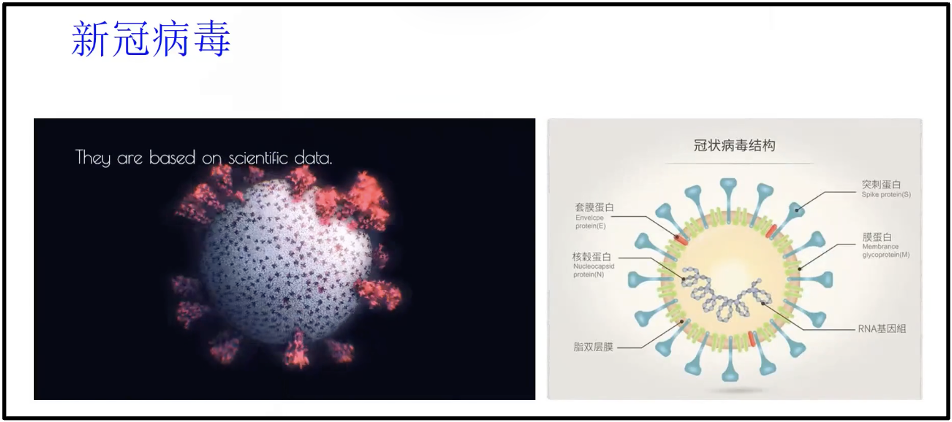 新冠病毒
They are based on scientific data.
冠状病毒结构
突刺蛋白
Spike protein(S)
套膜蛋白
Enveloe
protein(E)
膜蛋白
Membrance
glycoprotein(M)
核榖蛋白
Nucleocapsid
protein(N)
RNA基因组
脂双层膜